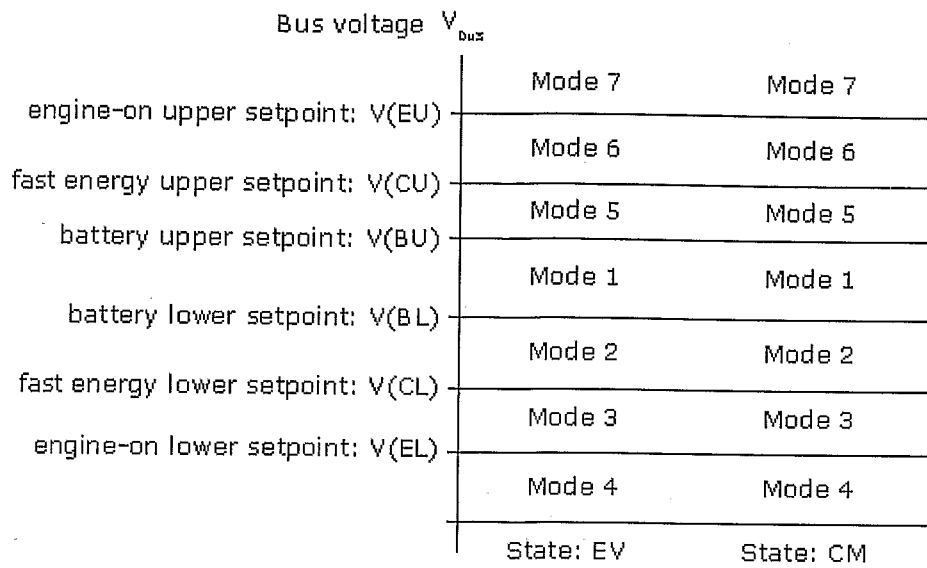 Bus voltage V_bus
Mode 7 Mode 7
engine-on upper setpoint: V(EU)
Mode 6 Mode 6
fast energy upper setpoint: V(CU)
Mode 5 Mode 5
battery upper setpoint: V(BU)
Mode 1 Mode 1
battery lower setpoint: V(BL)
Mode 2 Mode 2
fast energy lower setpoint: V(CL)
Mode 3 Mode 3
engine-on lower setpoint: V(EL)
Mode 4 Mode 4
State: EV State: CM